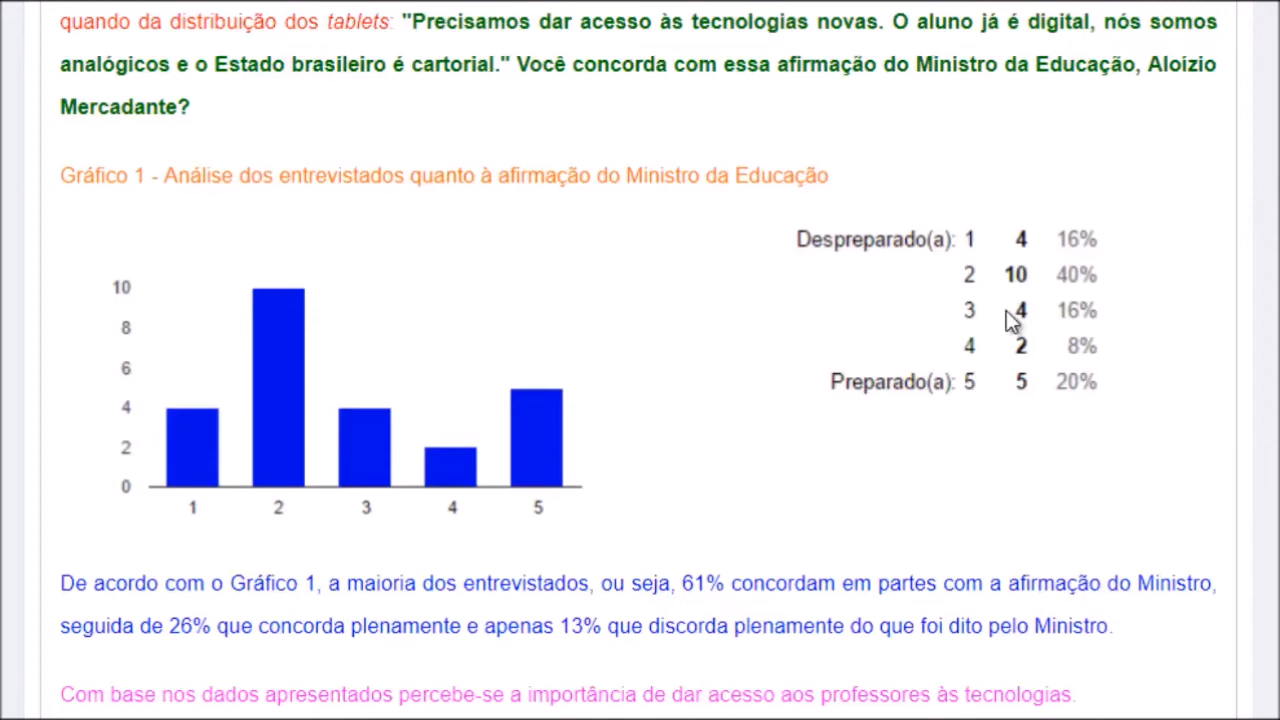 quando da distribuição dos tablets: "Precisamos dar acesso às tecnologias novas. O aluno já é digital, nós somos
analógicos e o Estado brasileiro é cartorial." Você concorda com essa afirmação do Ministro da Educação, Aloizio
Mercadante?
Gráfico 1 - Análise dos entrevistados quanto à afirmação do Ministro da Educação
Despreparado(a): 1 4 16%
2 10 40%
3 4 16%
4 2 8%
Preparado(a): 5 5 20%
10
8
6
4
2
0
1 2 3 4 5
De acordo com o Gráfico 1, a maioria dos entrevistados, ou seja, 61% concordam em partes com a afirmação do Ministro,
seguida de 26% que concorda plenamente e apenas 13% que discorda plenamente do que foi dito pelo Ministro.
Com base nos dados apresentados percebe-se a importância de dar acesso aos professores às tecnologias.